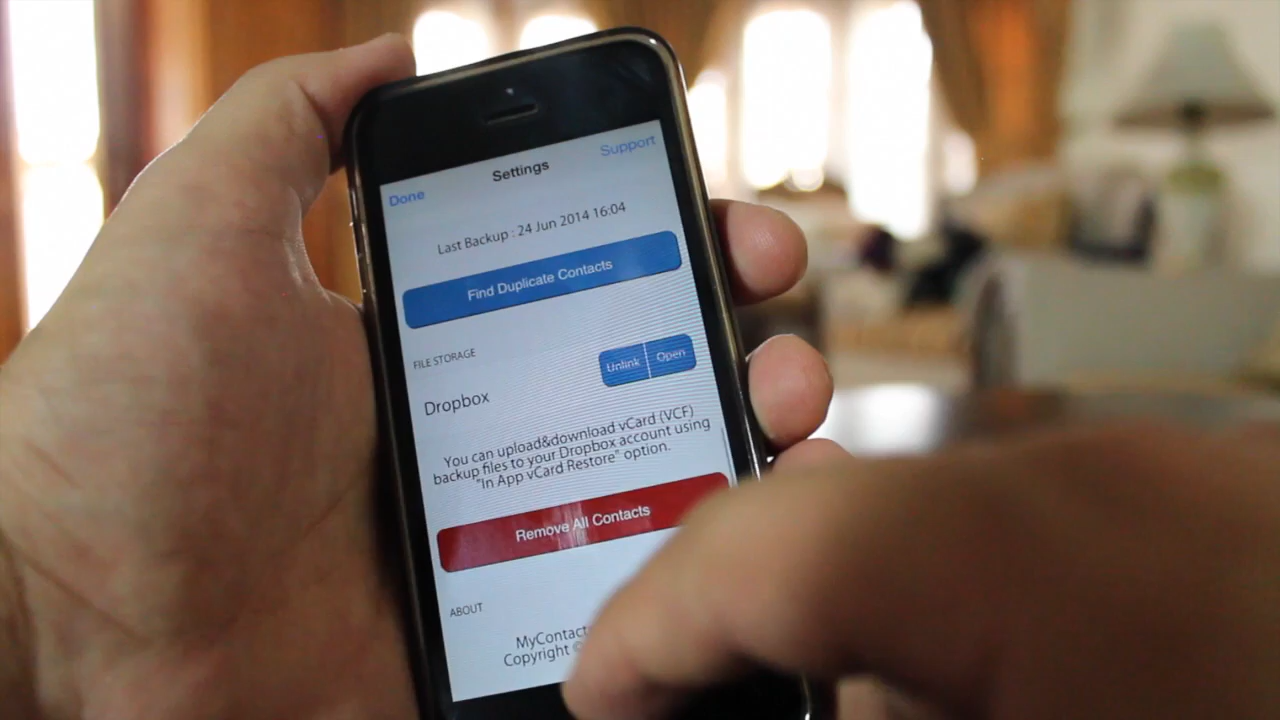 Settings
Support
Done
Last Backup : 24 Jun 2014 16:04
Find Duplicate Contacts
FILE STORAGE
Unlink
Open
Dropbox
You can upload&download vCard (VCF)
backup files to your Dropbox account using
"In App vCard Restore" option.
Remove All Contacts
ABOUT
MyContact
Copyright ©